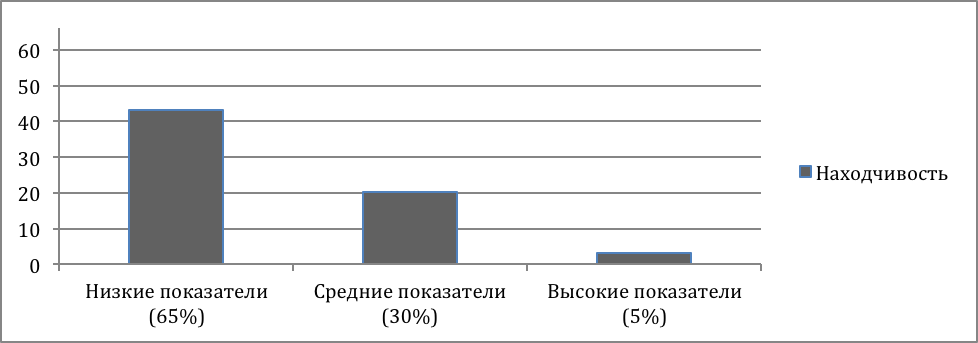 60
50
40
30
20
10
0
Низкие показатели
(65%)
Средние показатели
(30%)
Высокие показатели
(5%)
Находчивость